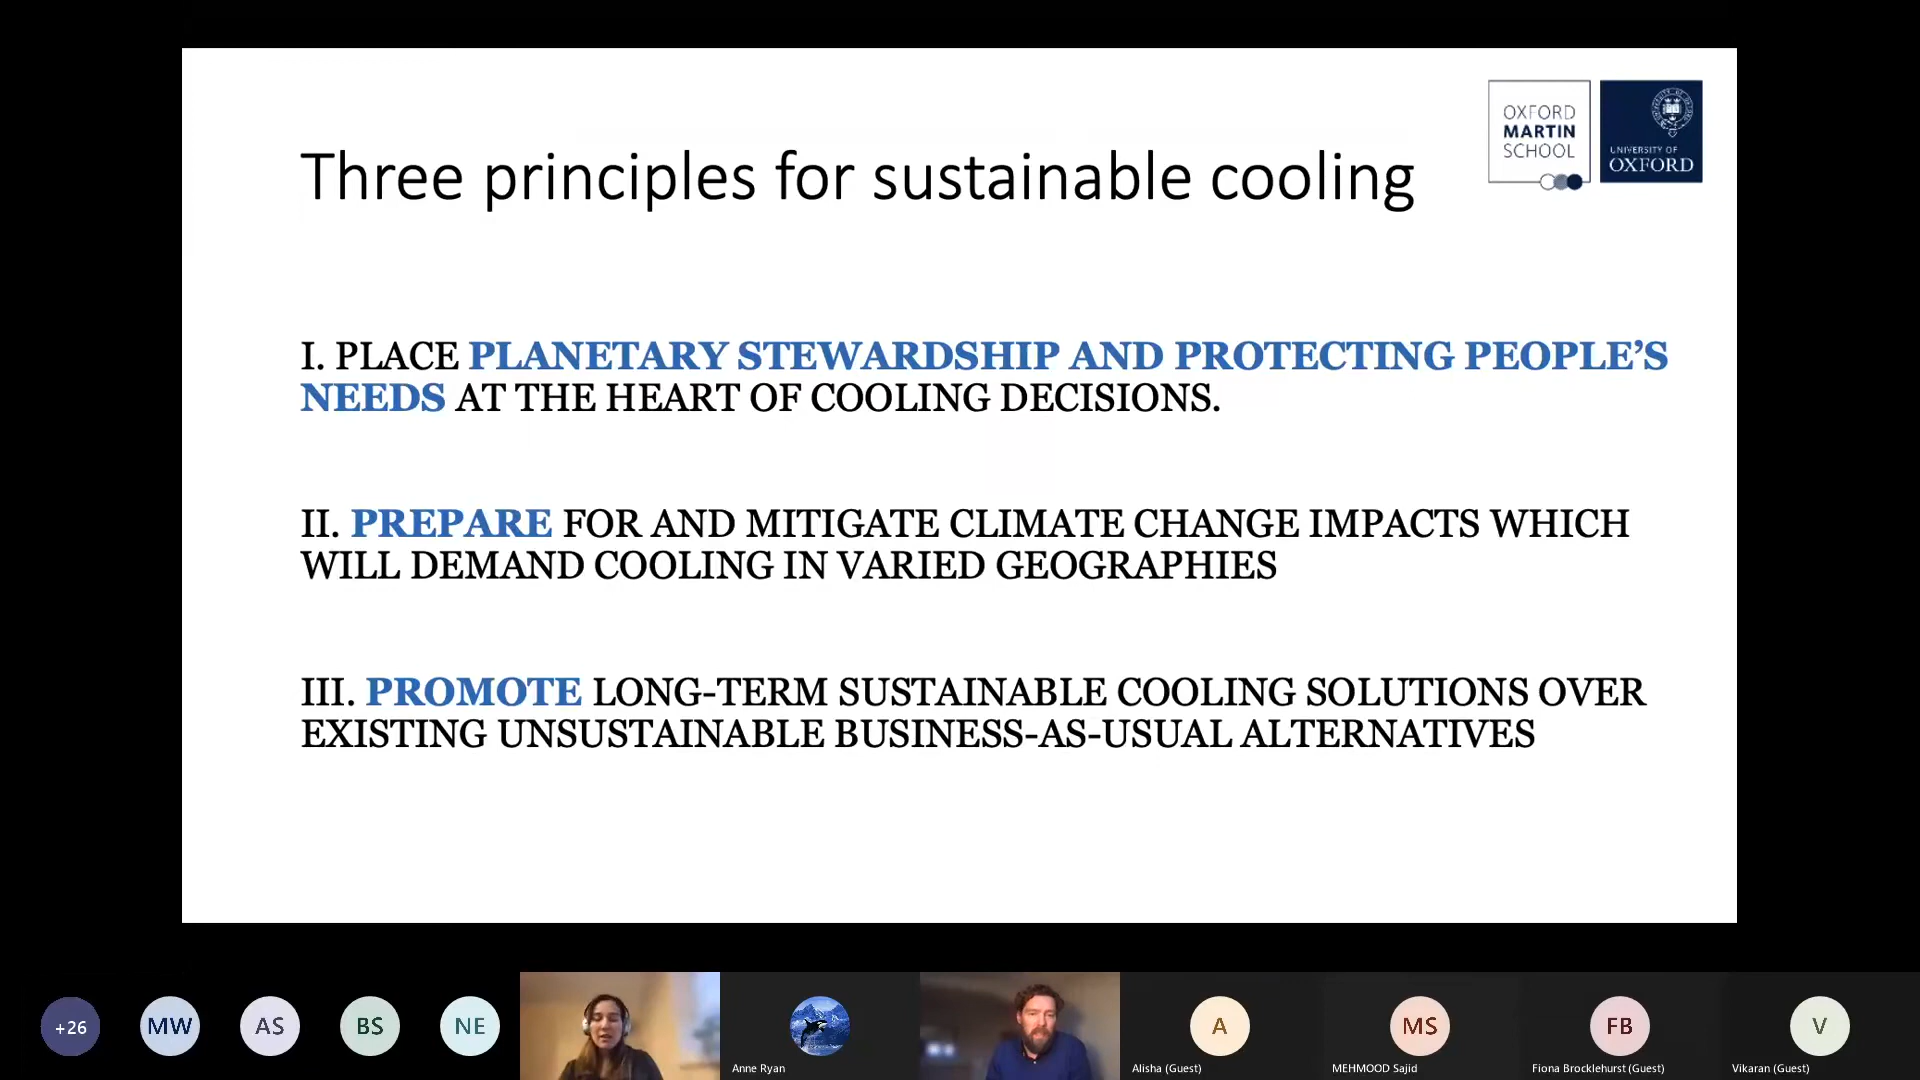 OXFORD
MARTIN
SCHOOL
UNIVERSITY OF
OXFORD
Three principles for sustainable cooling
I. PLACE PLANETARY STEWARDSHIP AND PROTECTING PEOPLE’S
NEEDS AT THE HEART OF COOLING DECISIONS.
II. PREPARE FOR AND MITIGATE CLIMATE CHANGE IMPACTS WHICH
WILL DEMAND COOLING IN VARIED GEOGRAPHIES
III. PROMOTE LONG-TERM SUSTAINABLE COOLING SOLUTIONS OVER
EXISTING UNSUSTAINABLE BUSINESS-AS-USUAL ALTERNATIVES
+26
MW
AS
BS
NE
Anne Ryan
A
Alisha (Guest)
MS
MEHMOOD Sajid
FB
Fiona Brocklehurst (Guest)
V
Vikaran (Guest)